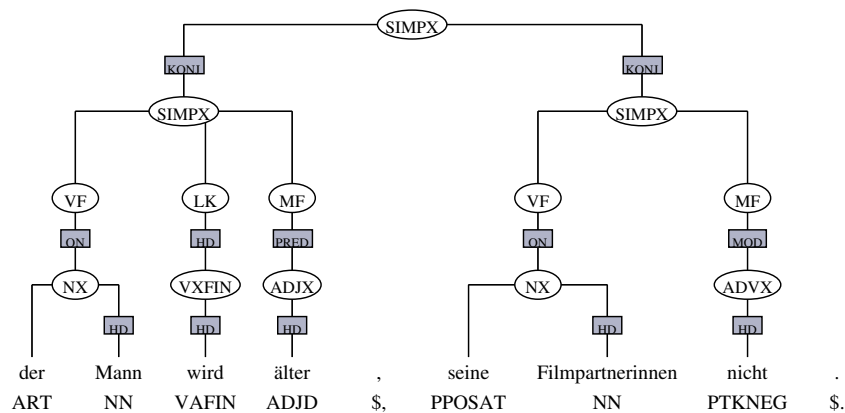 SIMPX
KONJ KONJ
SIMPX SIMPX
VF LK MF VF MF
ON HD PRED ON MOD
NX VXFIN ADJX NX ADVX
HD HD HD HD HD
der Mann wird älter , seine Filmpartnerinnen nicht .
ART NN VAFIN ADJD $, PPOSAT NN PTKNEG $.